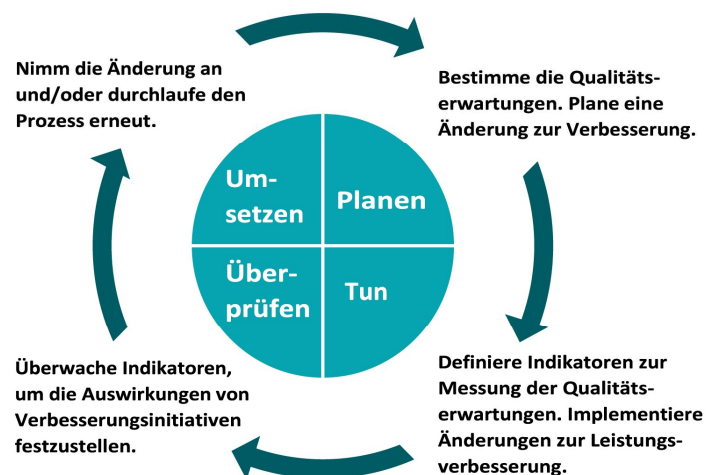 Nimm die Änderung an
und/oder durchlaufe den
Prozess erneut.
Bestimme die Qualitäts-
erwartungen. Plane eine
Änderung zur Verbesserung.
Um-
setzen
Planen
Über-
prüfen
Tun
Überwache Indikatoren,
um die Auswirkungen von
Verbesserungsinitiativen
festzustellen.
Definiere Indikatoren zur
Messung der Qualitäts-
erwartungen. Implementiere
Änderungen zur Leistungs-
verbesserung.